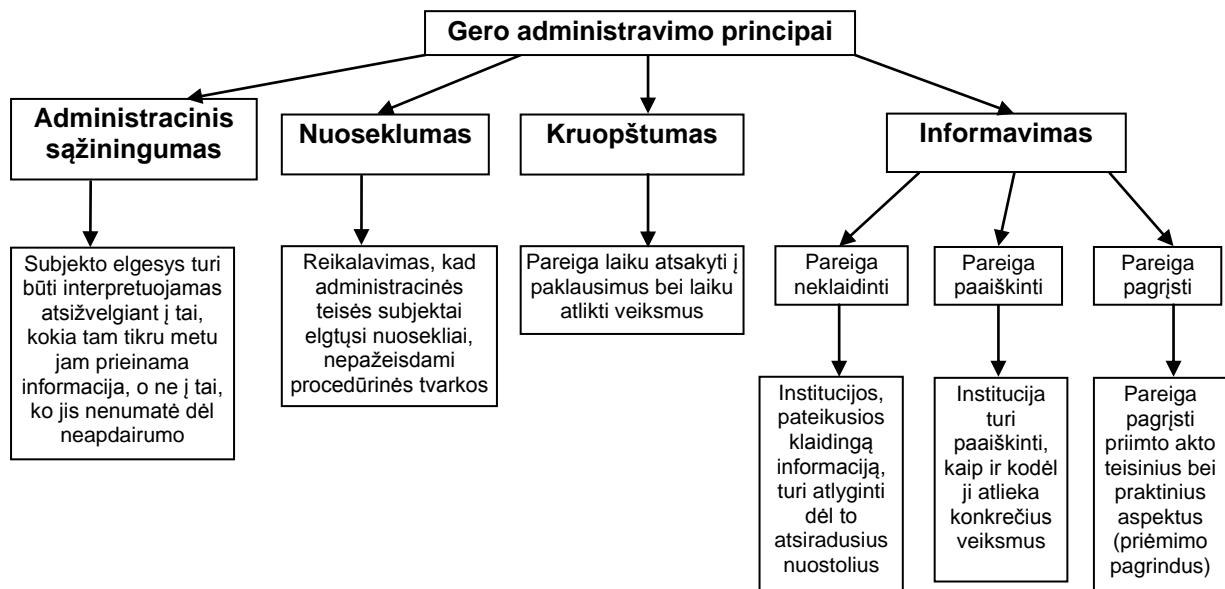 Gero administravimo principai
Administracinis
sąžiningumas
Nuoseklumas
Kruopštumas
Informavimas
Subjekto elgesys turi
būti interpretuojamas
atsižvelgiant į tai,
kokia tam tikru metu
jam prieinama
informacija, o ne į tai,
ko jis nenumatė dėl
neapdairumo
Reikalavimas, kad
administracinės
teisės subjektai
elgtųsi nuosekliai,
nepažeisdami
procedūrinės tvarkos
Pareiga laiku atsakyti į
paklausimus bei laiku
atlikti veiksmus
Pareiga
neklaidinti
Pareiga
paaiškinti
Pareiga
pagrįsti
Institucijos,
pateikusios
klaidingą
informaciją,
turi atlyginti
dėl to
atsiradusius
nuostolius
Institucija
turi
paaiškinti,
kaip ir kodėl
ji atlieka
konkrečius
veiksmus
Pareiga
pagrįsti
priimto akto
teisinius bei
praktinius
aspektus
(priėmimo
pagrindus)